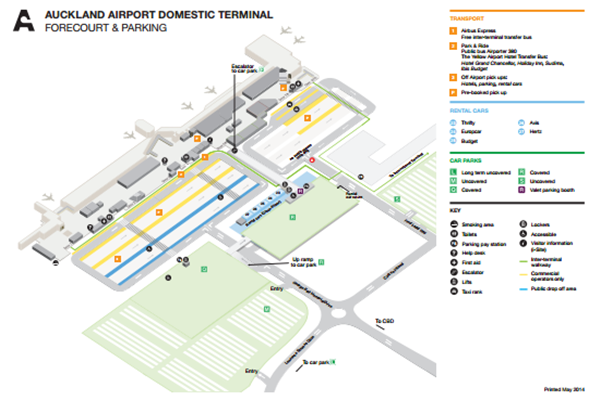 AUCKLAND AIRPORT DOMESTIC TERMINAL
FORECOURT & PARKING
Escalator
to car park
Up ramp
to car park
Entry
Entry
To CBD
To car park
TRANSPORT
1 Airbus Express
Free inter-terminal transfer bus
2 Park & Ride
Public bus Airporter 380
The Yellow Airport Hotel Transfer Bus:
Hotel Grand Chancellor, Holiday Inn, Sudima,
Ibis Budget
3 Off Airport pick ups:
Hotels, parking, rental cars
P Pre-booked pick up
RENTAL CARS
Thrifty
Europcar
Budget
Avis
Hertz
CAR PARKS
L Long term uncovered
V Uncovered
O Covered
R Covered
S Uncovered
R Valet parking booth
KEY
Smoking area
Toilets
Parking pay station
Help desk
First aid
Escalator
Lifts
Taxi rank
Lockers
Accessible
Visitor information
(i-Site)
Inter-terminal
walkway
Commercial
operators only
Public drop off area
Printed May 2014